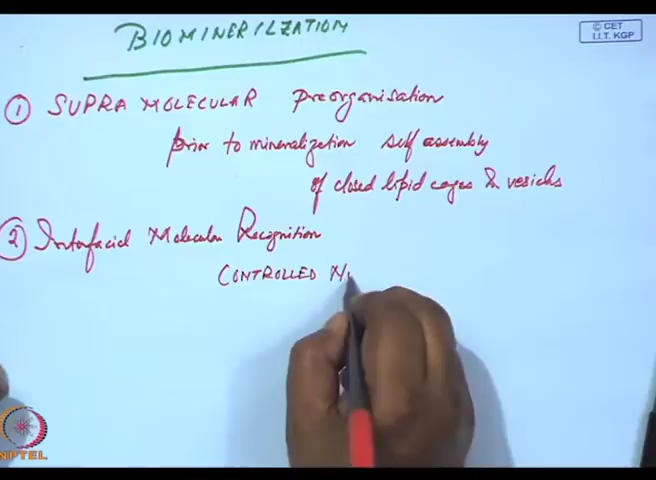 BIOMINERILZATION
© CET
I.I.T. KGP
① SUPRA MOLECULAR preorganisation
prior to mineralization self assembly
of closed lipid cages & vesicles
② Interfacial Molecular Recognition
CONTROLLED
NPTEL